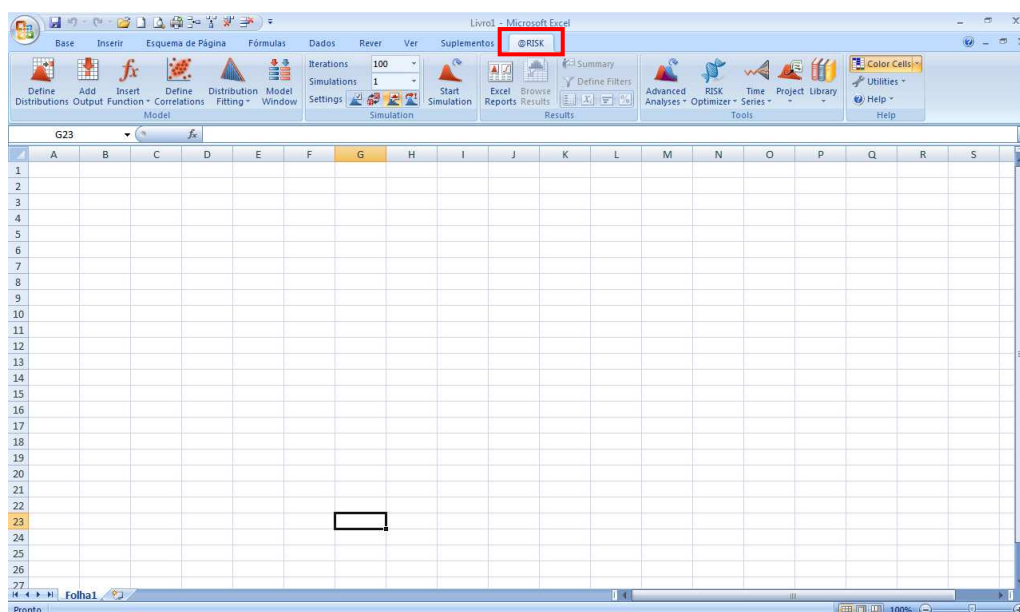 Livro1 - Microsoft Excel
Base Inserir Esquema de Página Fórmulas Dados Rever Ver Suplementos @RISK
Iterations 100 Summary Color Cells
Simulations 1 Define Filters Utilities
Define Add Insert Define Distribution Model Settings Start Excel Browse Advanced RISK Time Project Library Help
Distributions Output Function Correlations Fitting Window Simulation Reports Results Analyses Optimizer Series
Model Simulation Results Tools Help
G23 fx
A B C D E F G H I J K L M N O P Q R S
1
2
3
4
5
6
7
8
9
10
11
12
13
14
15
16
17
18
19
20
21
22
23
24
25
26
27
Folha1
Pronto 100%